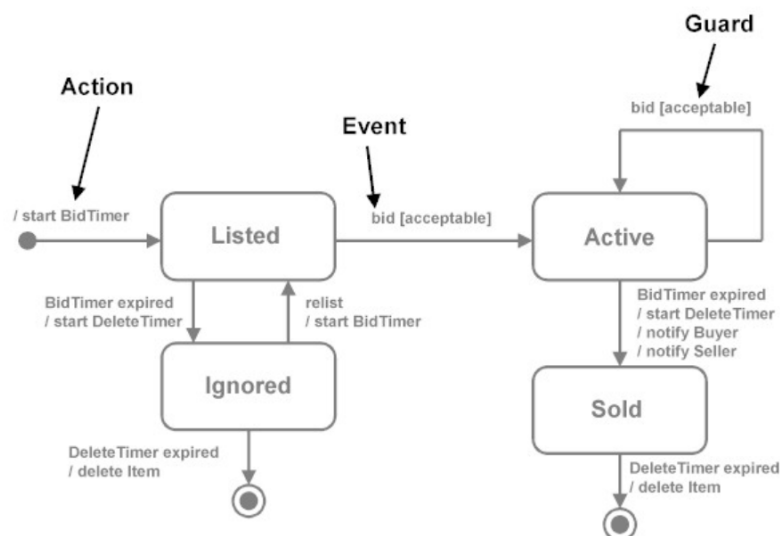 Guard
Action
bid [acceptable]
Event
/ start BidTimer
bid [acceptable]
Listed
Active
BidTimer expired
/ start DeleteTimer
relist
/ start BidTimer
BidTimer expired
/ start DeleteTimer
/ notify Buyer
/ notify Seller
Ignored
Sold
DeleteTimer expired
/ delete Item
DeleteTimer expired
/ delete Item